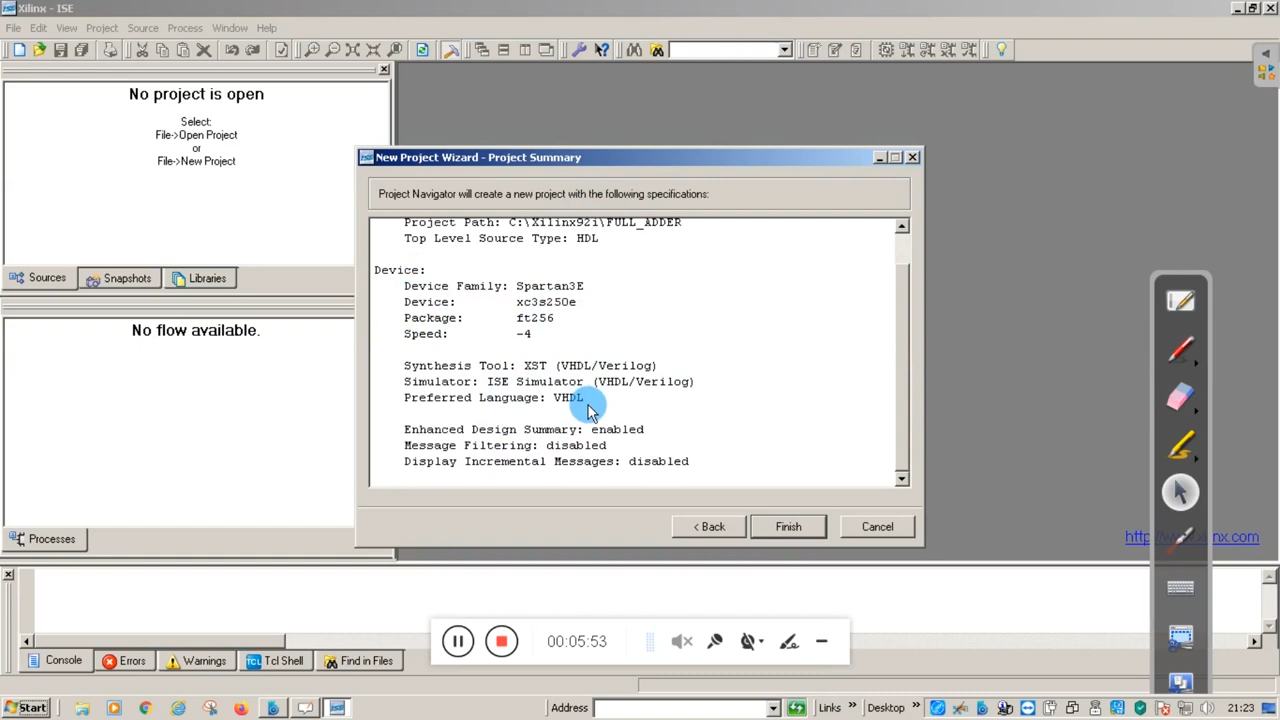 Xilinx - ISE
File Edit View Project Source Process Window Help
No project is open
Select:
File->Open Project
or
File->New Project
Sources Snapshots Libraries
No flow available.
Processes
New Project Wizard - Project Summary
Project Navigator will create a new project with the following specifications:
Project Path: C:\Xilinx92i\FULL_ADDER
Top Level Source Type: HDL
Device:
Device Family: Spartan3E
Device: xc3s250e
Package: ft256
Speed: -4
Synthesis Tool: XST (VHDL/Verilog)
Simulator: ISE Simulator (VHDL/Verilog)
Preferred Language: VHDL
Enhanced Design Summary: enabled
Message Filtering: disabled
Display Incremental Messages: disabled
< Back Finish Cancel
00:05:53
Console Errors Warnings TCL Tcl Shell Find in Files
Start Address Links » Desktop » 21:23